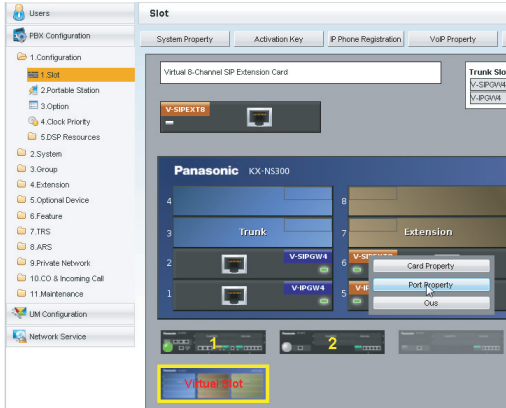 Users
PBX Configuration
1.Configuration
1.Slot
2.Portable Station
3.Option
4.Clock Priority
5.DSP Resources
2.System
3.Group
4.Extension
5.Optional Device
6.Feature
7.TRS
8.ARS
9.Private Network
10.CO & Incoming Call
11.Maintenance
UM Configuration
Network Service
Slot
System Property
Activation Key
IP Phone Registration
VoIP Property
Virtual 8-Channel SIP Extension Card
Trunk Slo
V-SIPGW4
V-IPGW4
V-SIPEXT8
Panasonic KX-NS300
4
8
3
Trunk
7
Extension
2
V-SIPGW4
6
1
V-IPGW4
5
Card Property
Port Property
Ous
1
2
Virtual Slot